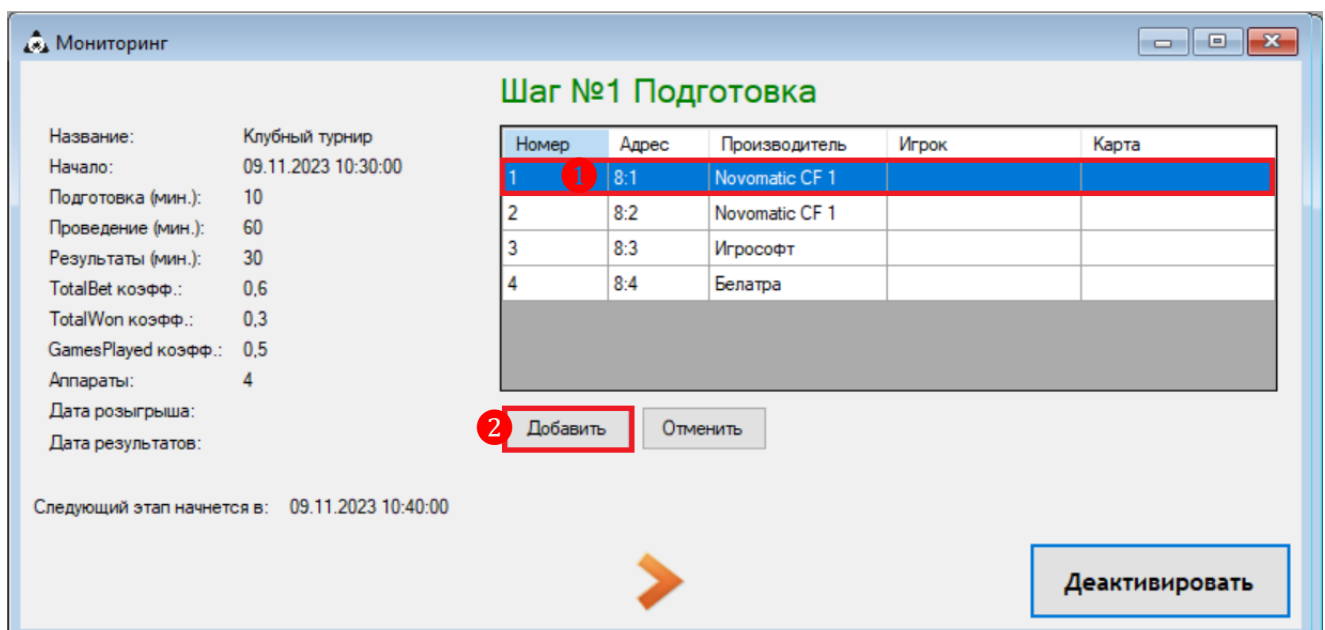 Мониторинг
Шаг №1 Подготовка
Название: Клубный турнир
Начало: 09.11.2023 10:30:00
Подготовка (мин.): 10
Проведение (мин.): 60
Результаты (мин.): 30
TotalBet коэфф.: 0,6
TotalWon коэфф.: 0,3
GamesPlayed коэфф.: 0,5
Аппараты: 4
Дата розыгрыша:
Дата результатов:
Следующий этап начнется в: 09.11.2023 10:40:00
Номер Адрес Производитель Игрок Карта
1 1 8:1 Novomatic CF 1
2 8:2 Novomatic CF 1
3 8:3 Игрософт
4 8:4 Белатра
2 Добавить Отменить
Деактивировать